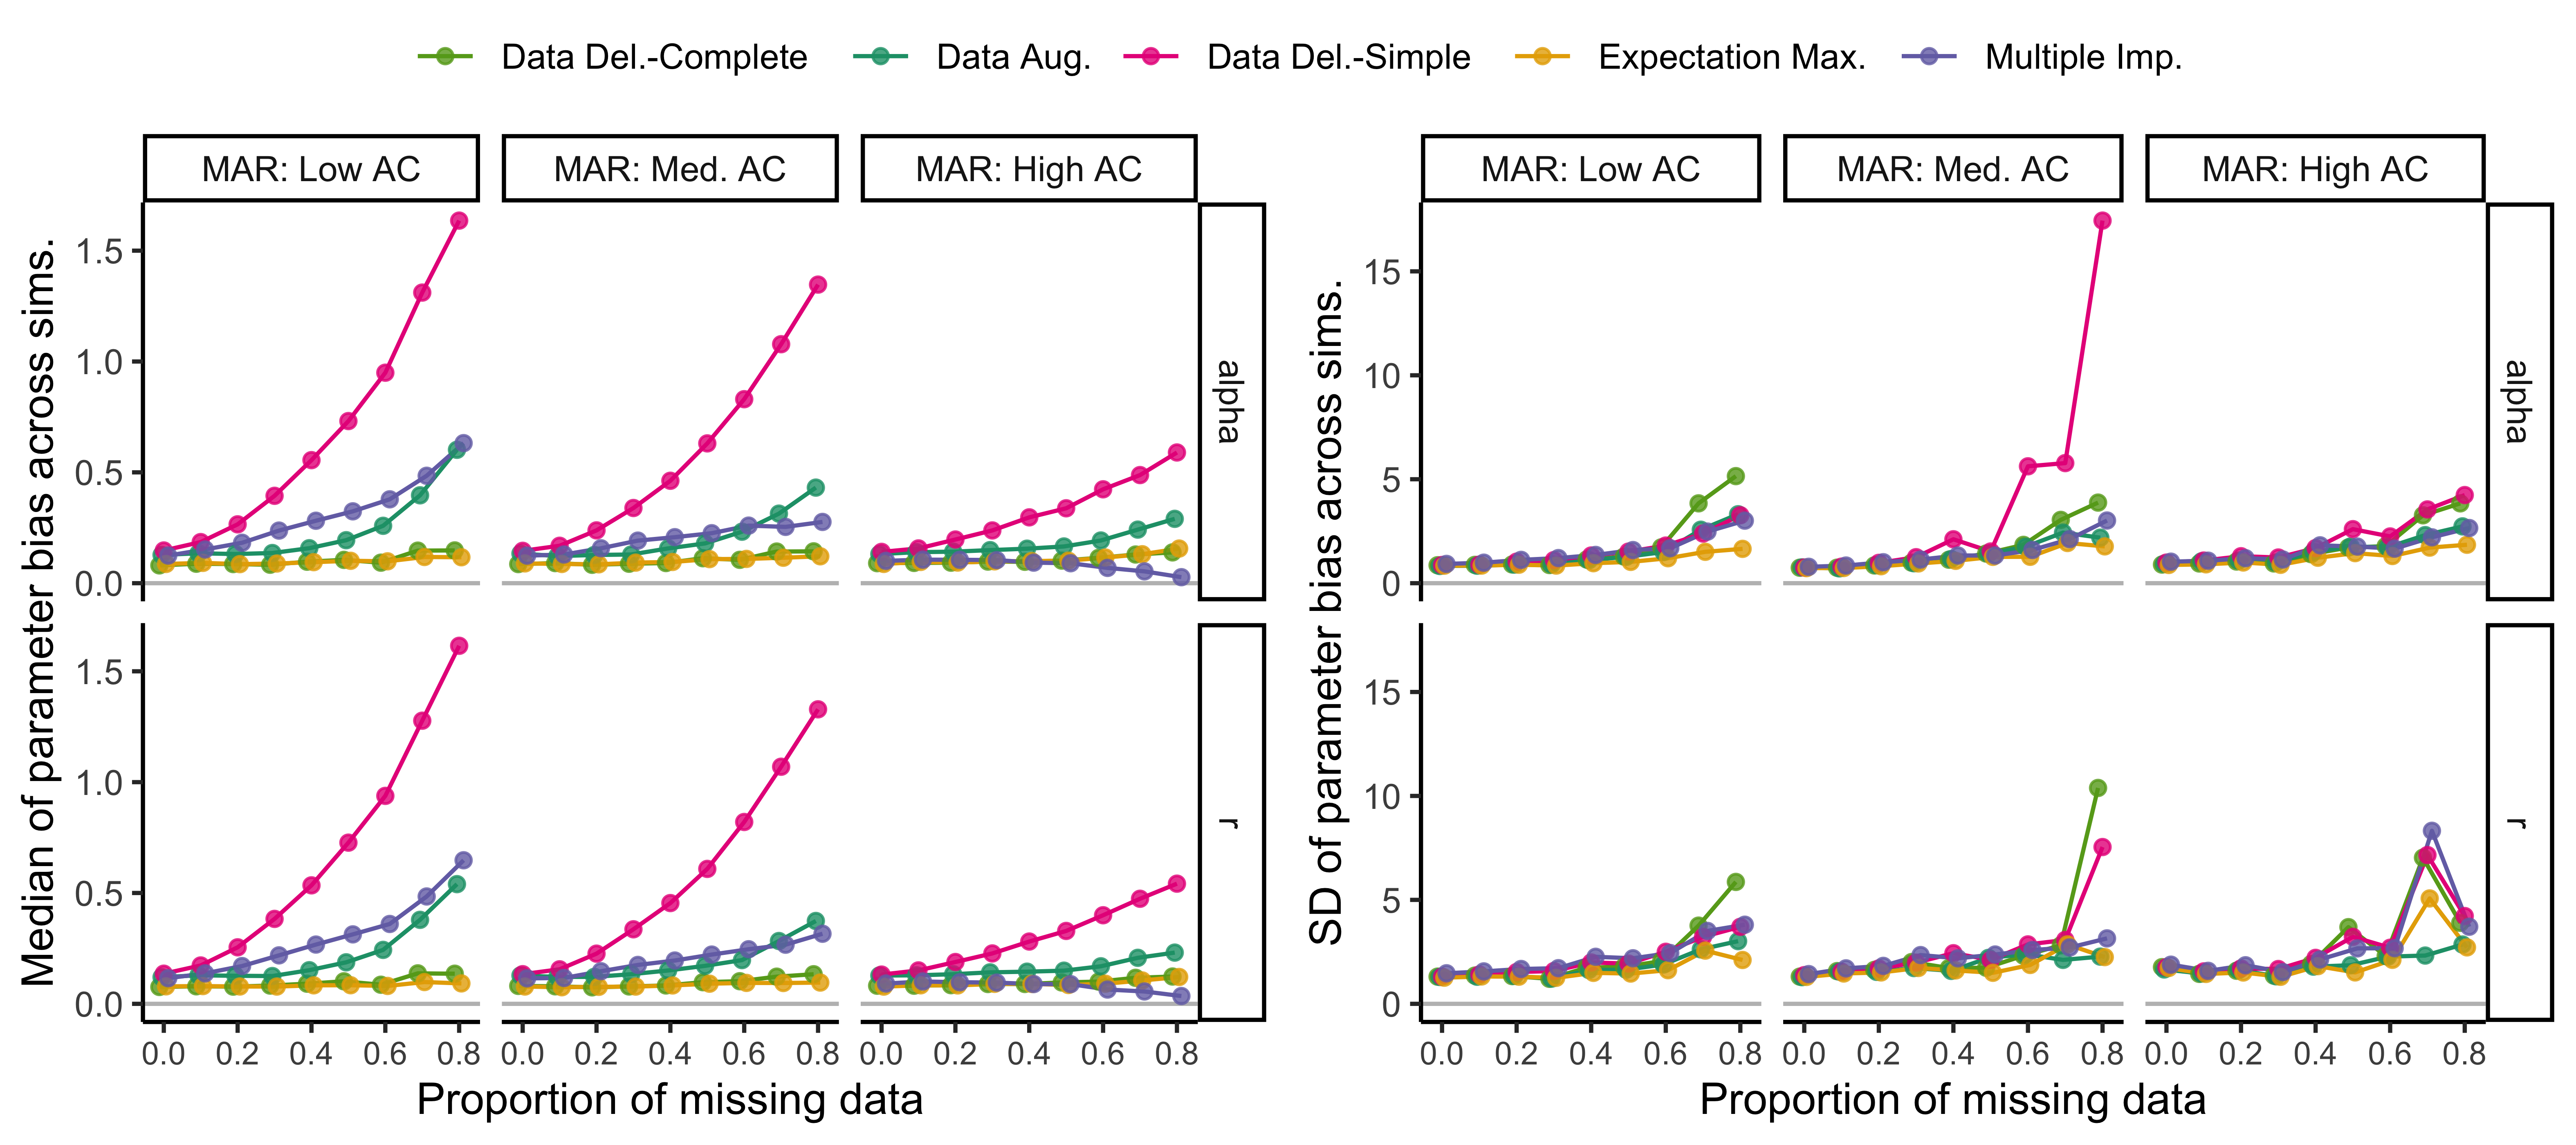 Data Del.-Complete Data Aug. Data Del.-Simple Expectation Max. Multiple Imp.
MAR: Low AC MAR: Med. AC MAR: High AC
Median of parameter bias across sims.
1.5
1.0
0.5
0.0
alpha
1.5
1.0
0.5
0.0
r
0.0 0.2 0.4 0.6 0.8 0.0 0.2 0.4 0.6 0.8 0.0 0.2 0.4 0.6 0.8
Proportion of missing data
MAR: Low AC MAR: Med. AC MAR: High AC
SD of parameter bias across sims.
15
10
5
0
alpha
15
10
5
0
r
0.0 0.2 0.4 0.6 0.8 0.0 0.2 0.4 0.6 0.8 0.0 0.2 0.4 0.6 0.8
Proportion of missing data